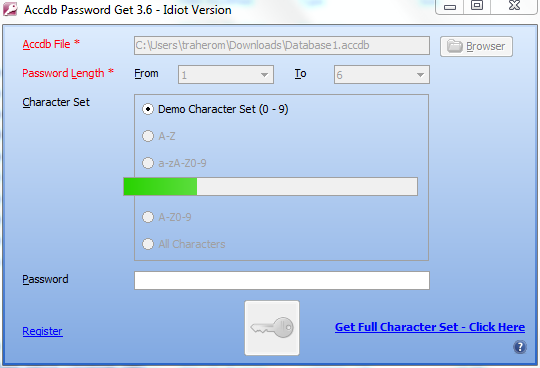 Accdb Password Get 3.6 - Idiot Version
Accdb File * C:\Users\traherom\Downloads\Database1.accdb Browser
Password Length * From 1 To 6
Character Set
Demo Character Set (0 - 9)
A-Z
a-zA-Z0-9
A-Z0-9
All Characters
Password
Register
Get Full Character Set - Click Here
?